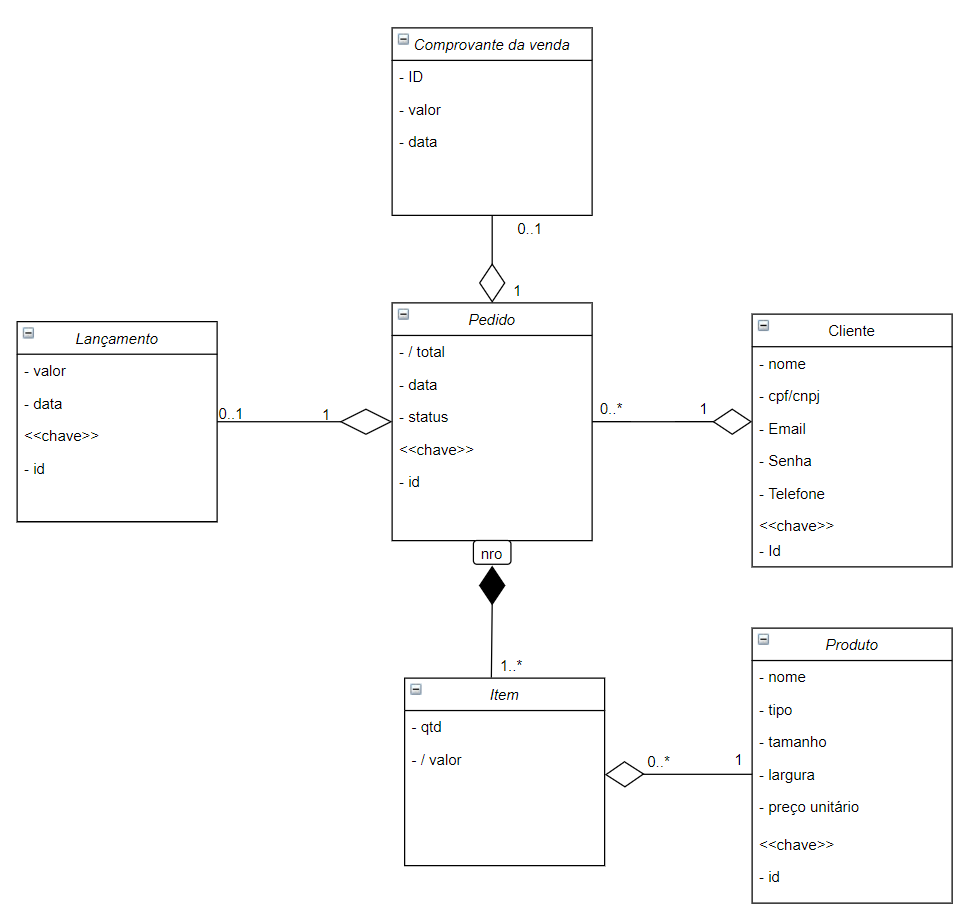 Comprovante da venda
- ID
- valor
- data
0..1
1
Lançamento
- valor
- data
<<chave>>
- id
0..1
1
Pedido
- / total
- data
- status
<<chave>>
- id
nro
0..*
1
Cliente
- nome
- cpf/cnpj
- Email
- Senha
- Telefone
<<chave>>
- Id
1..*
Item
- qtd
- / valor
0..*
1
Produto
- nome
- tipo
- tamanho
- largura
- preço unitário
<<chave>>
- id